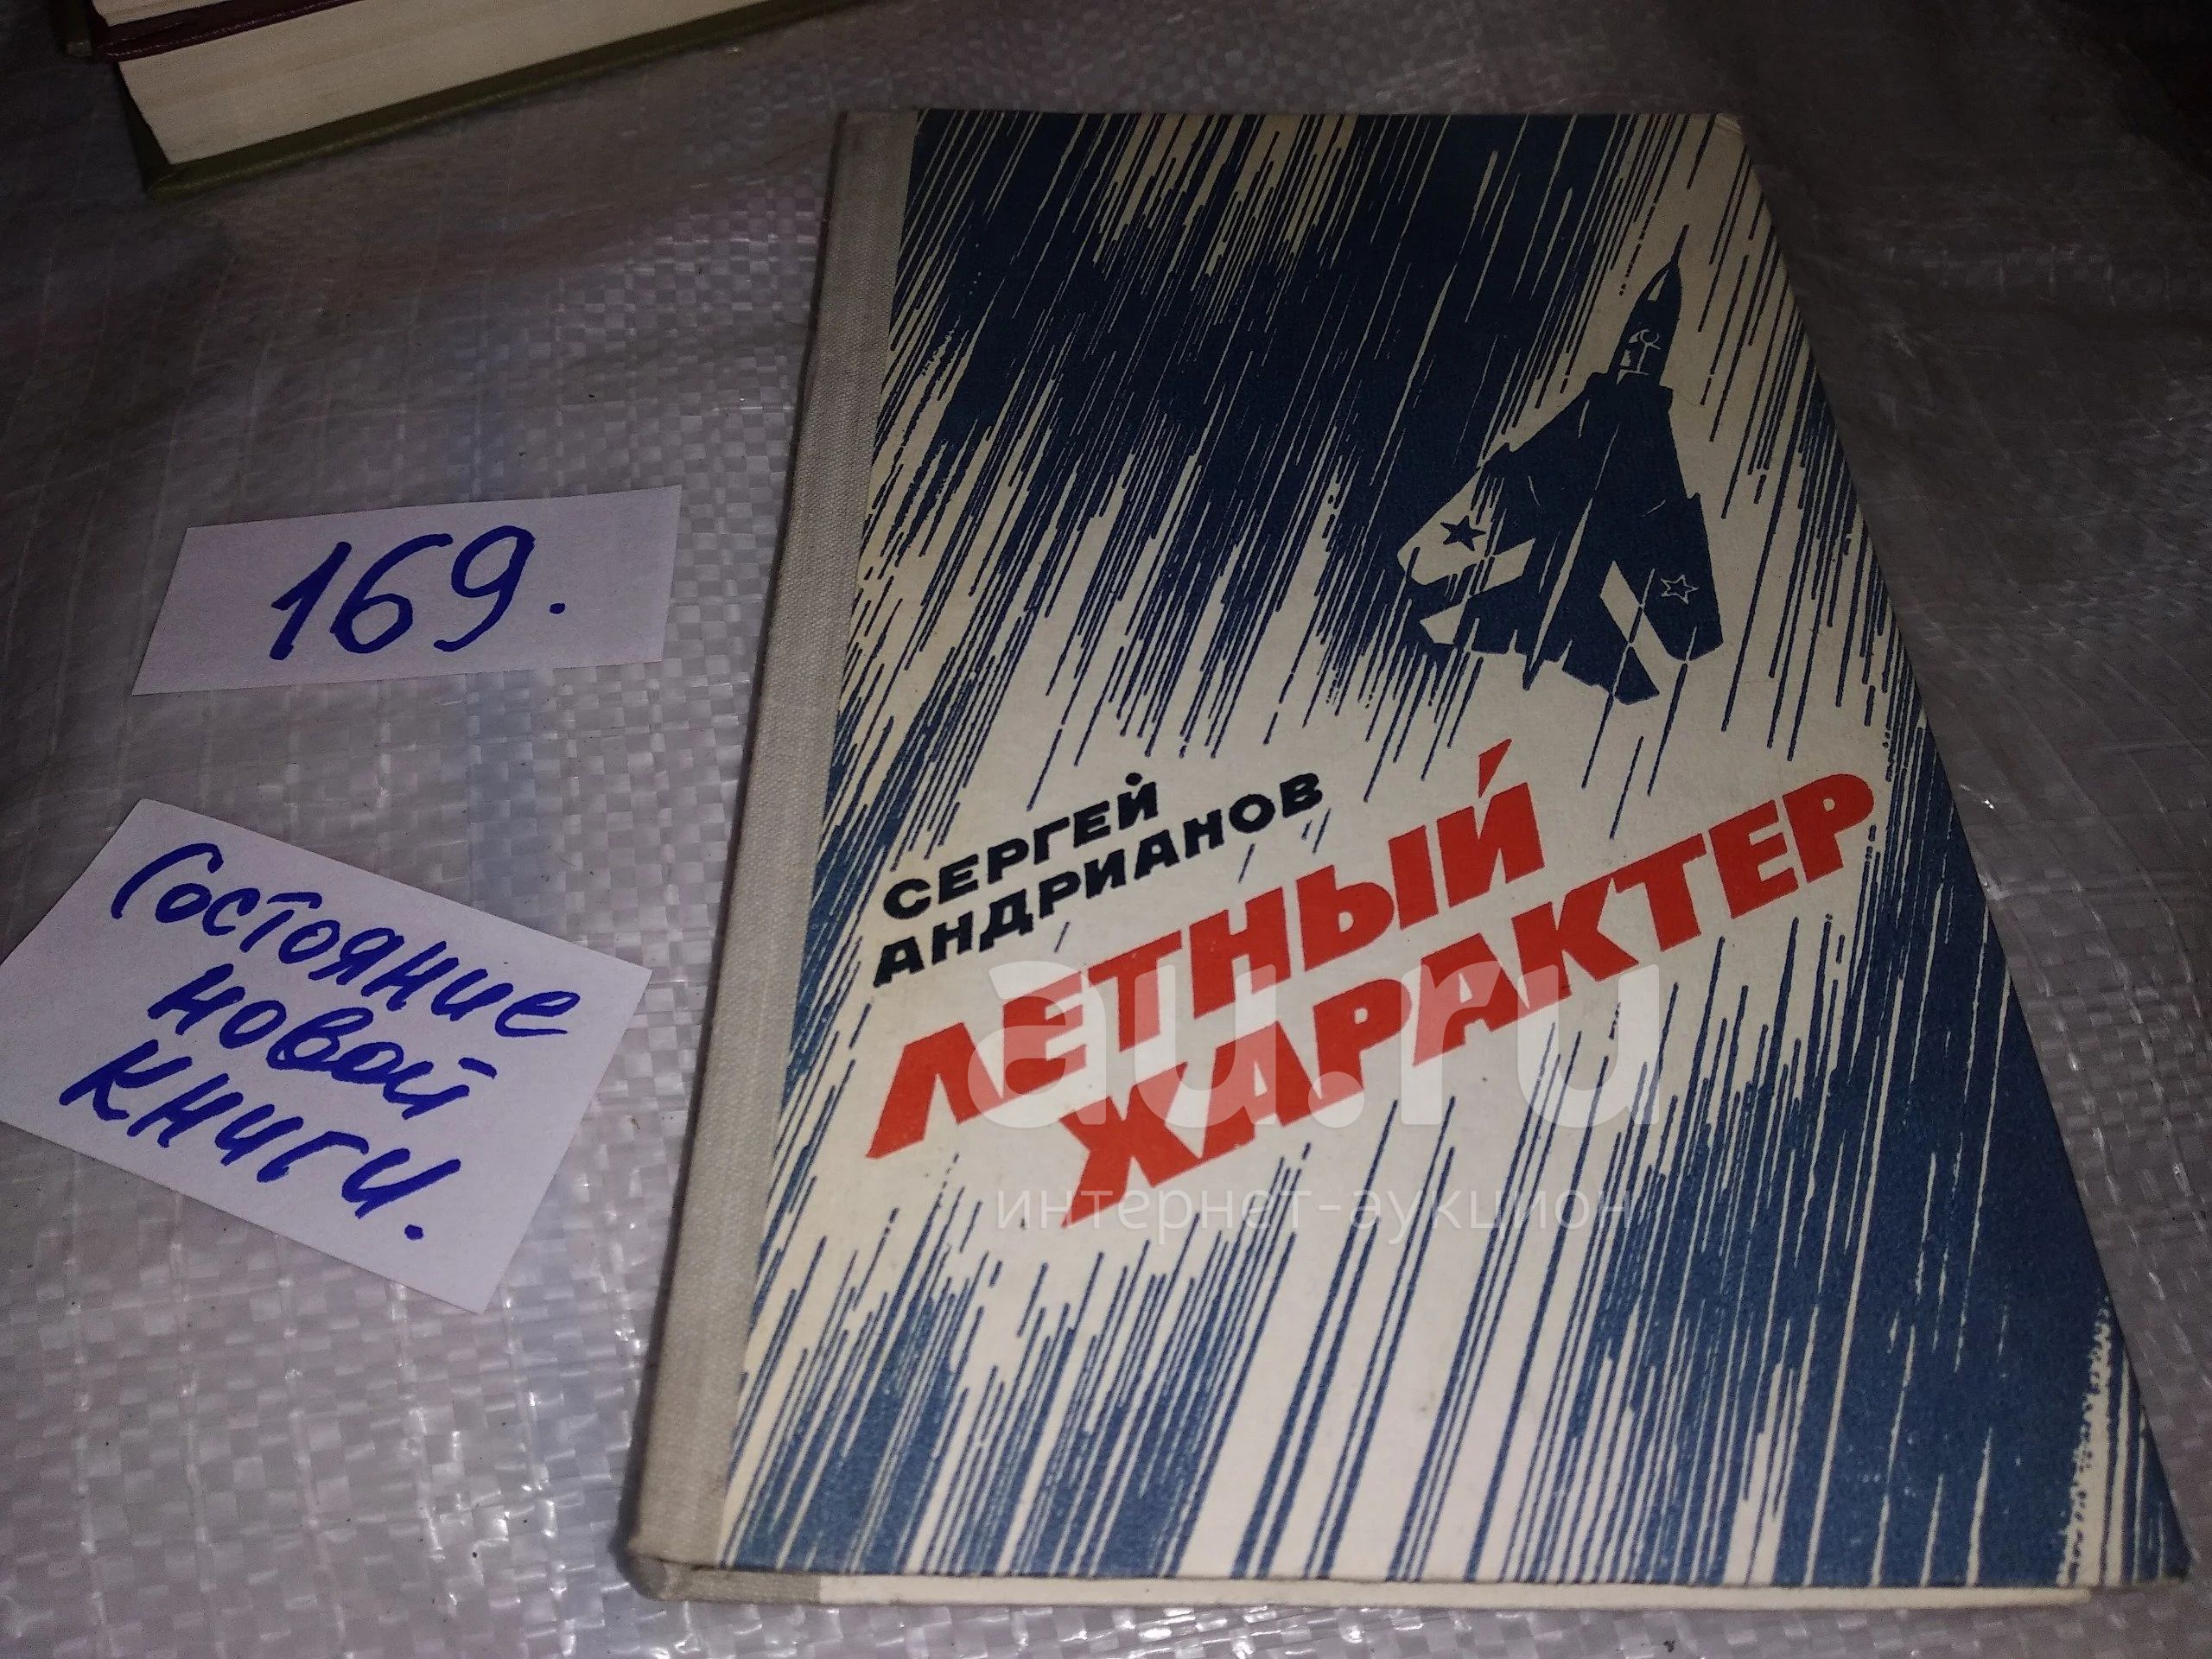 169.
Состояние
новой
книги.
СЕРГЕЙ
АНДРИАНОВ
ЛЕТНЫЙ
ХАРАКТЕР
au.ru
интернет-аукцион